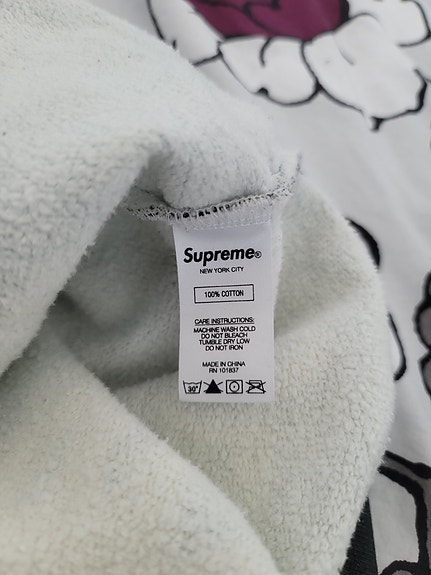 Supreme®
NEW YORK CITY
100% COTTON
CARE INSTRUCTIONS:
MACHINE WASH COLD
DO NOT BLEACH
TUMBLE DRY LOW
DO NOT IRON
MADE IN CHINA
RN 101837
30°